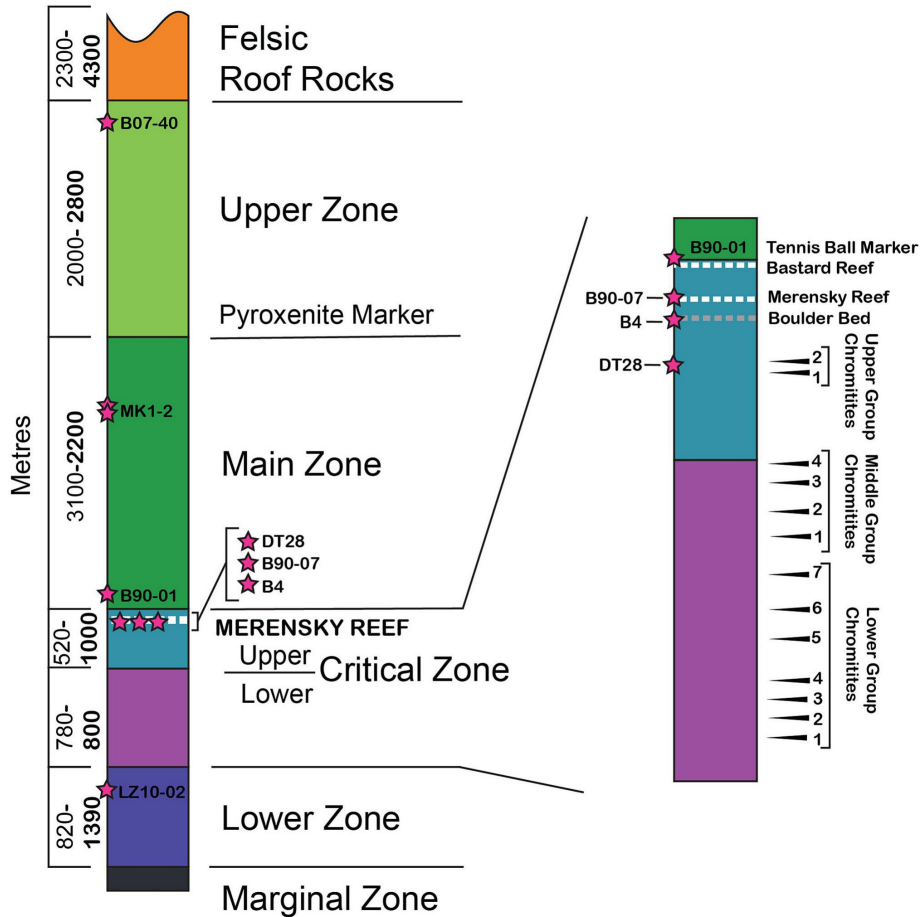 Metres
2300-
4300
2000-2800
3100-2200
520-
1000
780-
800
820-
1390
B07-40
MK1-2
B90-01
LZ10-02
Felsic
Roof Rocks
Upper Zone
Pyroxenite Marker
Main Zone
DT28
B90-07
B4
MERENSKY REEF
Upper
Lower
Critical Zone
Lower Zone
Marginal Zone
B90-01
B90-07
B4
DT28
Tennis Ball Marker
Bastard Reef
Merensky Reef
Boulder Bed
2
1
Upper Group
Chromitites
4
3
2
1
Middle Group
Chromitites
7
6
5
4
3
2
1
Lower Group
Chromitites